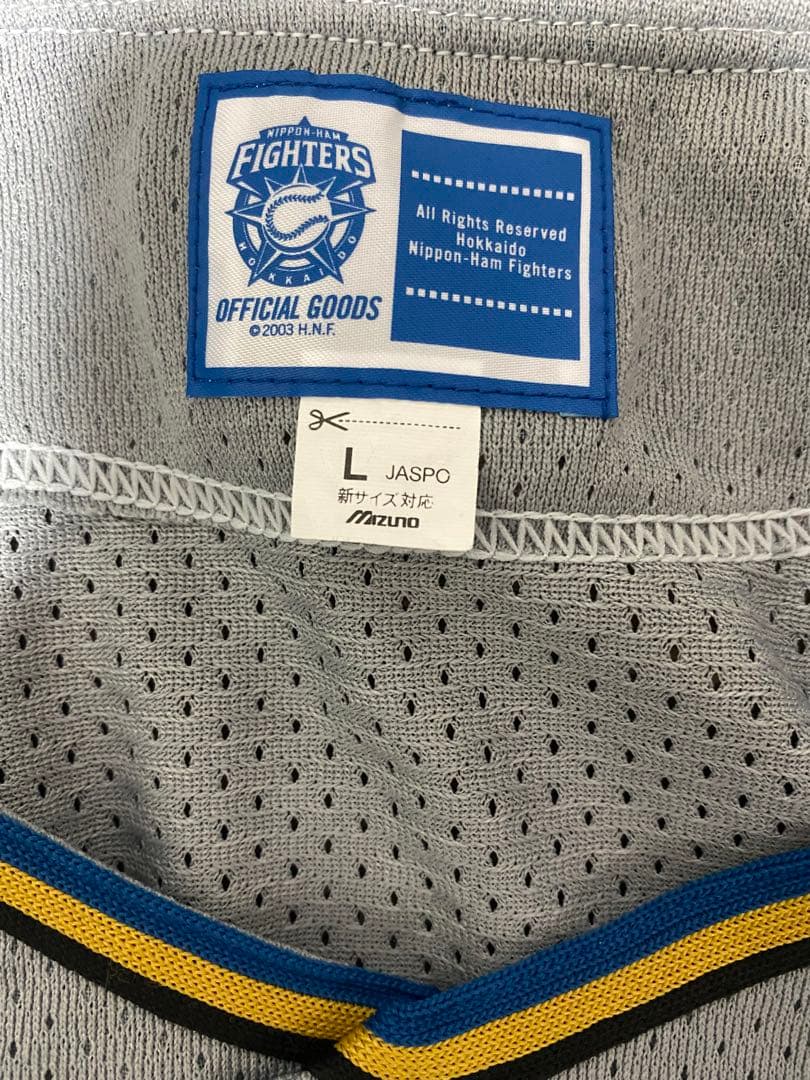 NIPPON-HAM
FIGHTERS
HOKKAIDO
OFFICIAL GOODS
©2003 H.N.F.
All Rights Reserved
Hokkaido
Nippon-Ham Fighters
L JASPO
新サイズ対応
MIZUNO